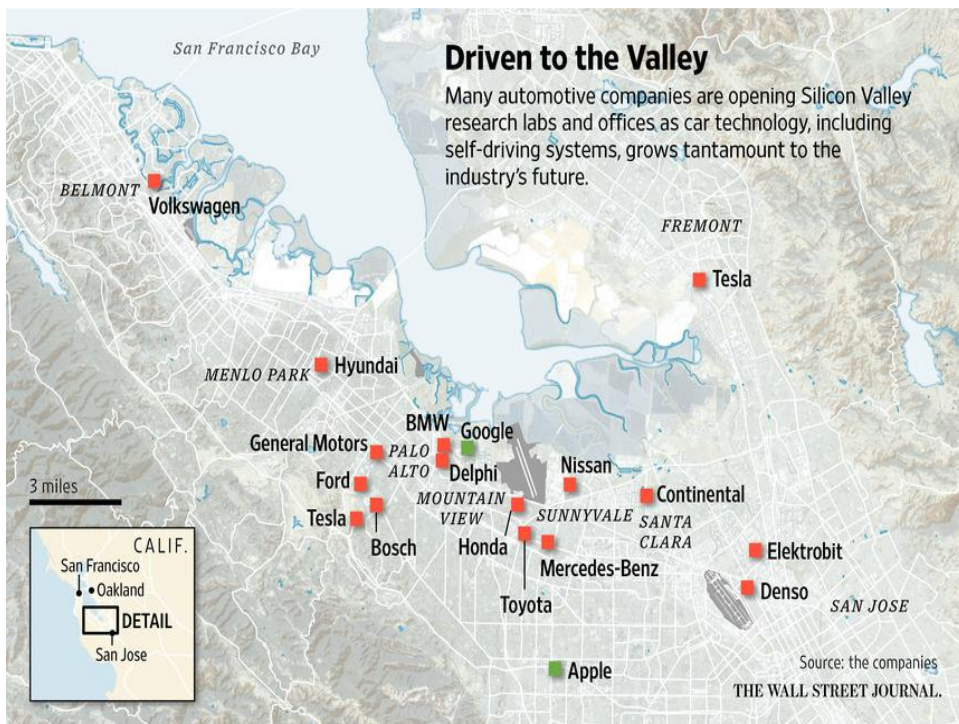 San Francisco Bay
Driven to the Valley
Many automotive companies are opening Silicon Valley
research labs and offices as car technology, including
self-driving systems, grows tantamount to the
industry's future.
BELMONT
Volkswagen
FREMONT
Tesla
MENLO PARK
Hyundai
BMW
Google
General Motors
PALO
ALTO
Delphi
Ford
Nissan
3 miles
MOUNTAIN
VIEW
Continental
Tesla
Bosch
Honda
SUNNYVALE
SANTA
CLARA
Mercedes-Benz
Elektrobit
Toyota
Denso
SAN JOSE
CALIF.
San Francisco
Oakland
DETAIL
San Jose
Apple
Source: the companies
THE WALL STREET JOURNAL.